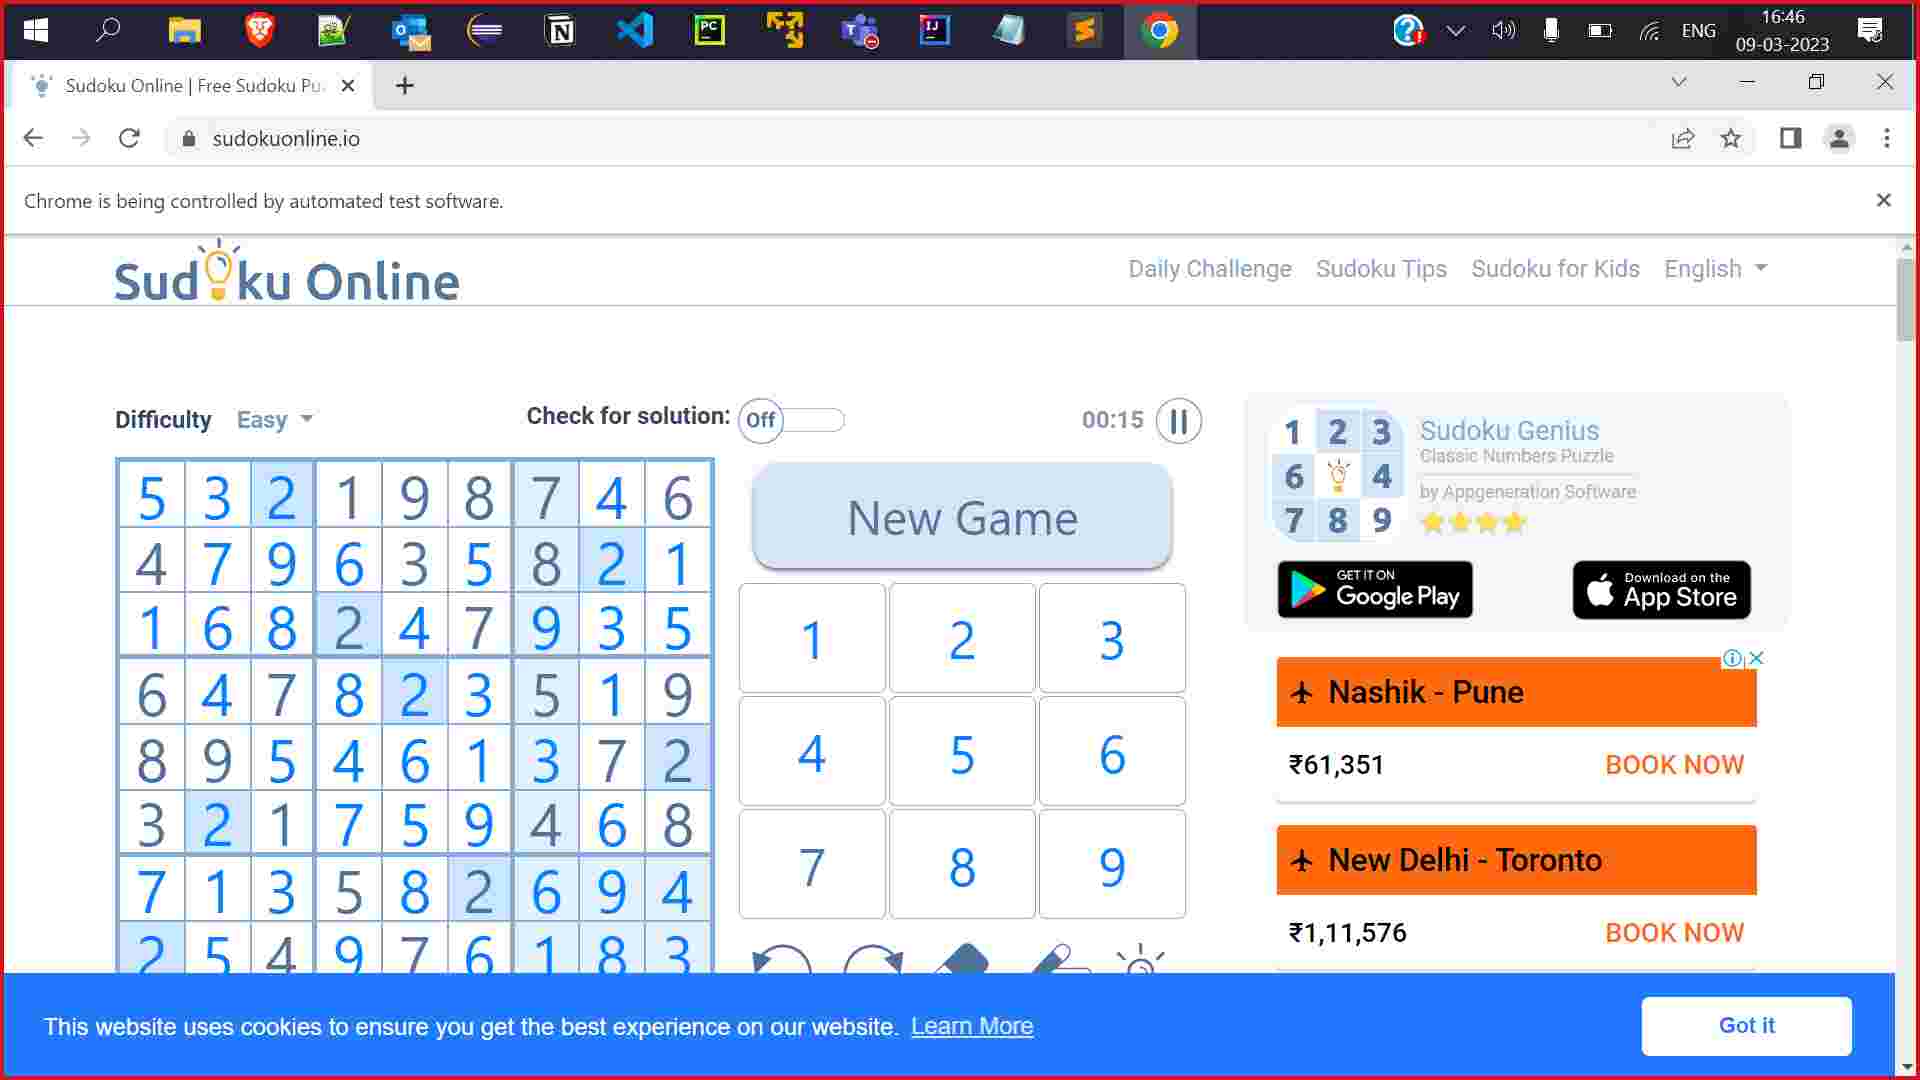 PC
IJ
ENG
16:46
09-03-2023
Sudoku Online | Free Sudoku Pu
sudokuonline.io
Chrome is being controlled by automated test software.
Sudoku Online
Daily Challenge Sudoku Tips Sudoku for Kids English
Difficulty Easy
Check for solution: Off
00:15
5 3 2 1 9 8 7 4 6
4 7 9 6 3 5 8 2 1
1 6 8 2 4 7 9 3 5
6 4 7 8 2 3 5 1 9
8 9 5 4 6 1 3 7 2
3 2 1 7 5 9 4 6 8
7 1 3 5 8 2 6 9 4
2 5 4 9 7 6 1 8 3
New Game
1 2 3
4 5 6
7 8 9
1 2 3
6 4
7 8 9
Sudoku Genius
Classic Numbers Puzzle
by Appgeneration Software
GET IT ON
Google Play
Download on the
App Store
Nashik - Pune
₹61,351 BOOK NOW
New Delhi - Toronto
₹1,11,576 BOOK NOW
This website uses cookies to ensure you get the best experience on our website. Learn More
Got it